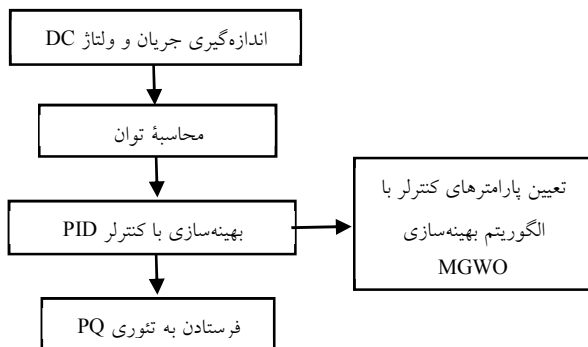 اندازه‌گیری جریان و ولتاژ DC
محاسبهٔ توان
بهینه‌سازی با کنترلر PID
تعیین پارامترهای کنترلر با
الگوریتم بهینه‌سازی
MGWO
فرستادن به تئوری PQ